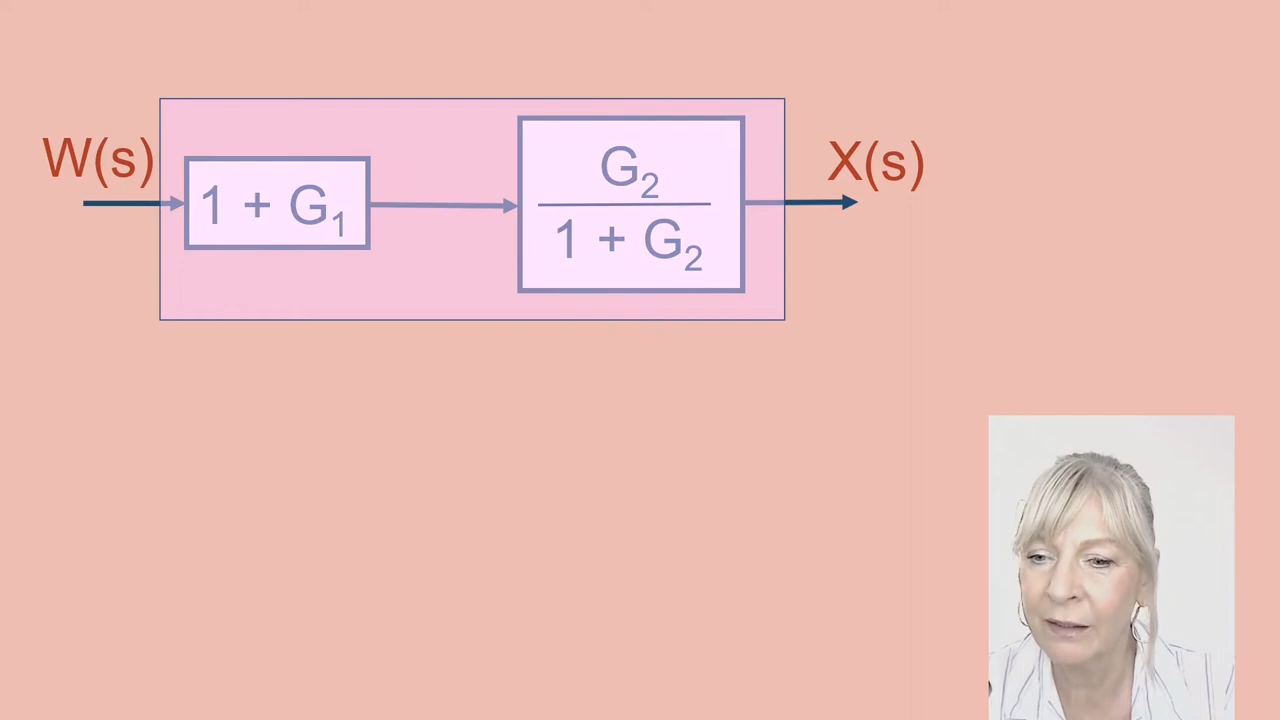 W(s)
1 + G₁
G₂
1 + G₂
X(s)